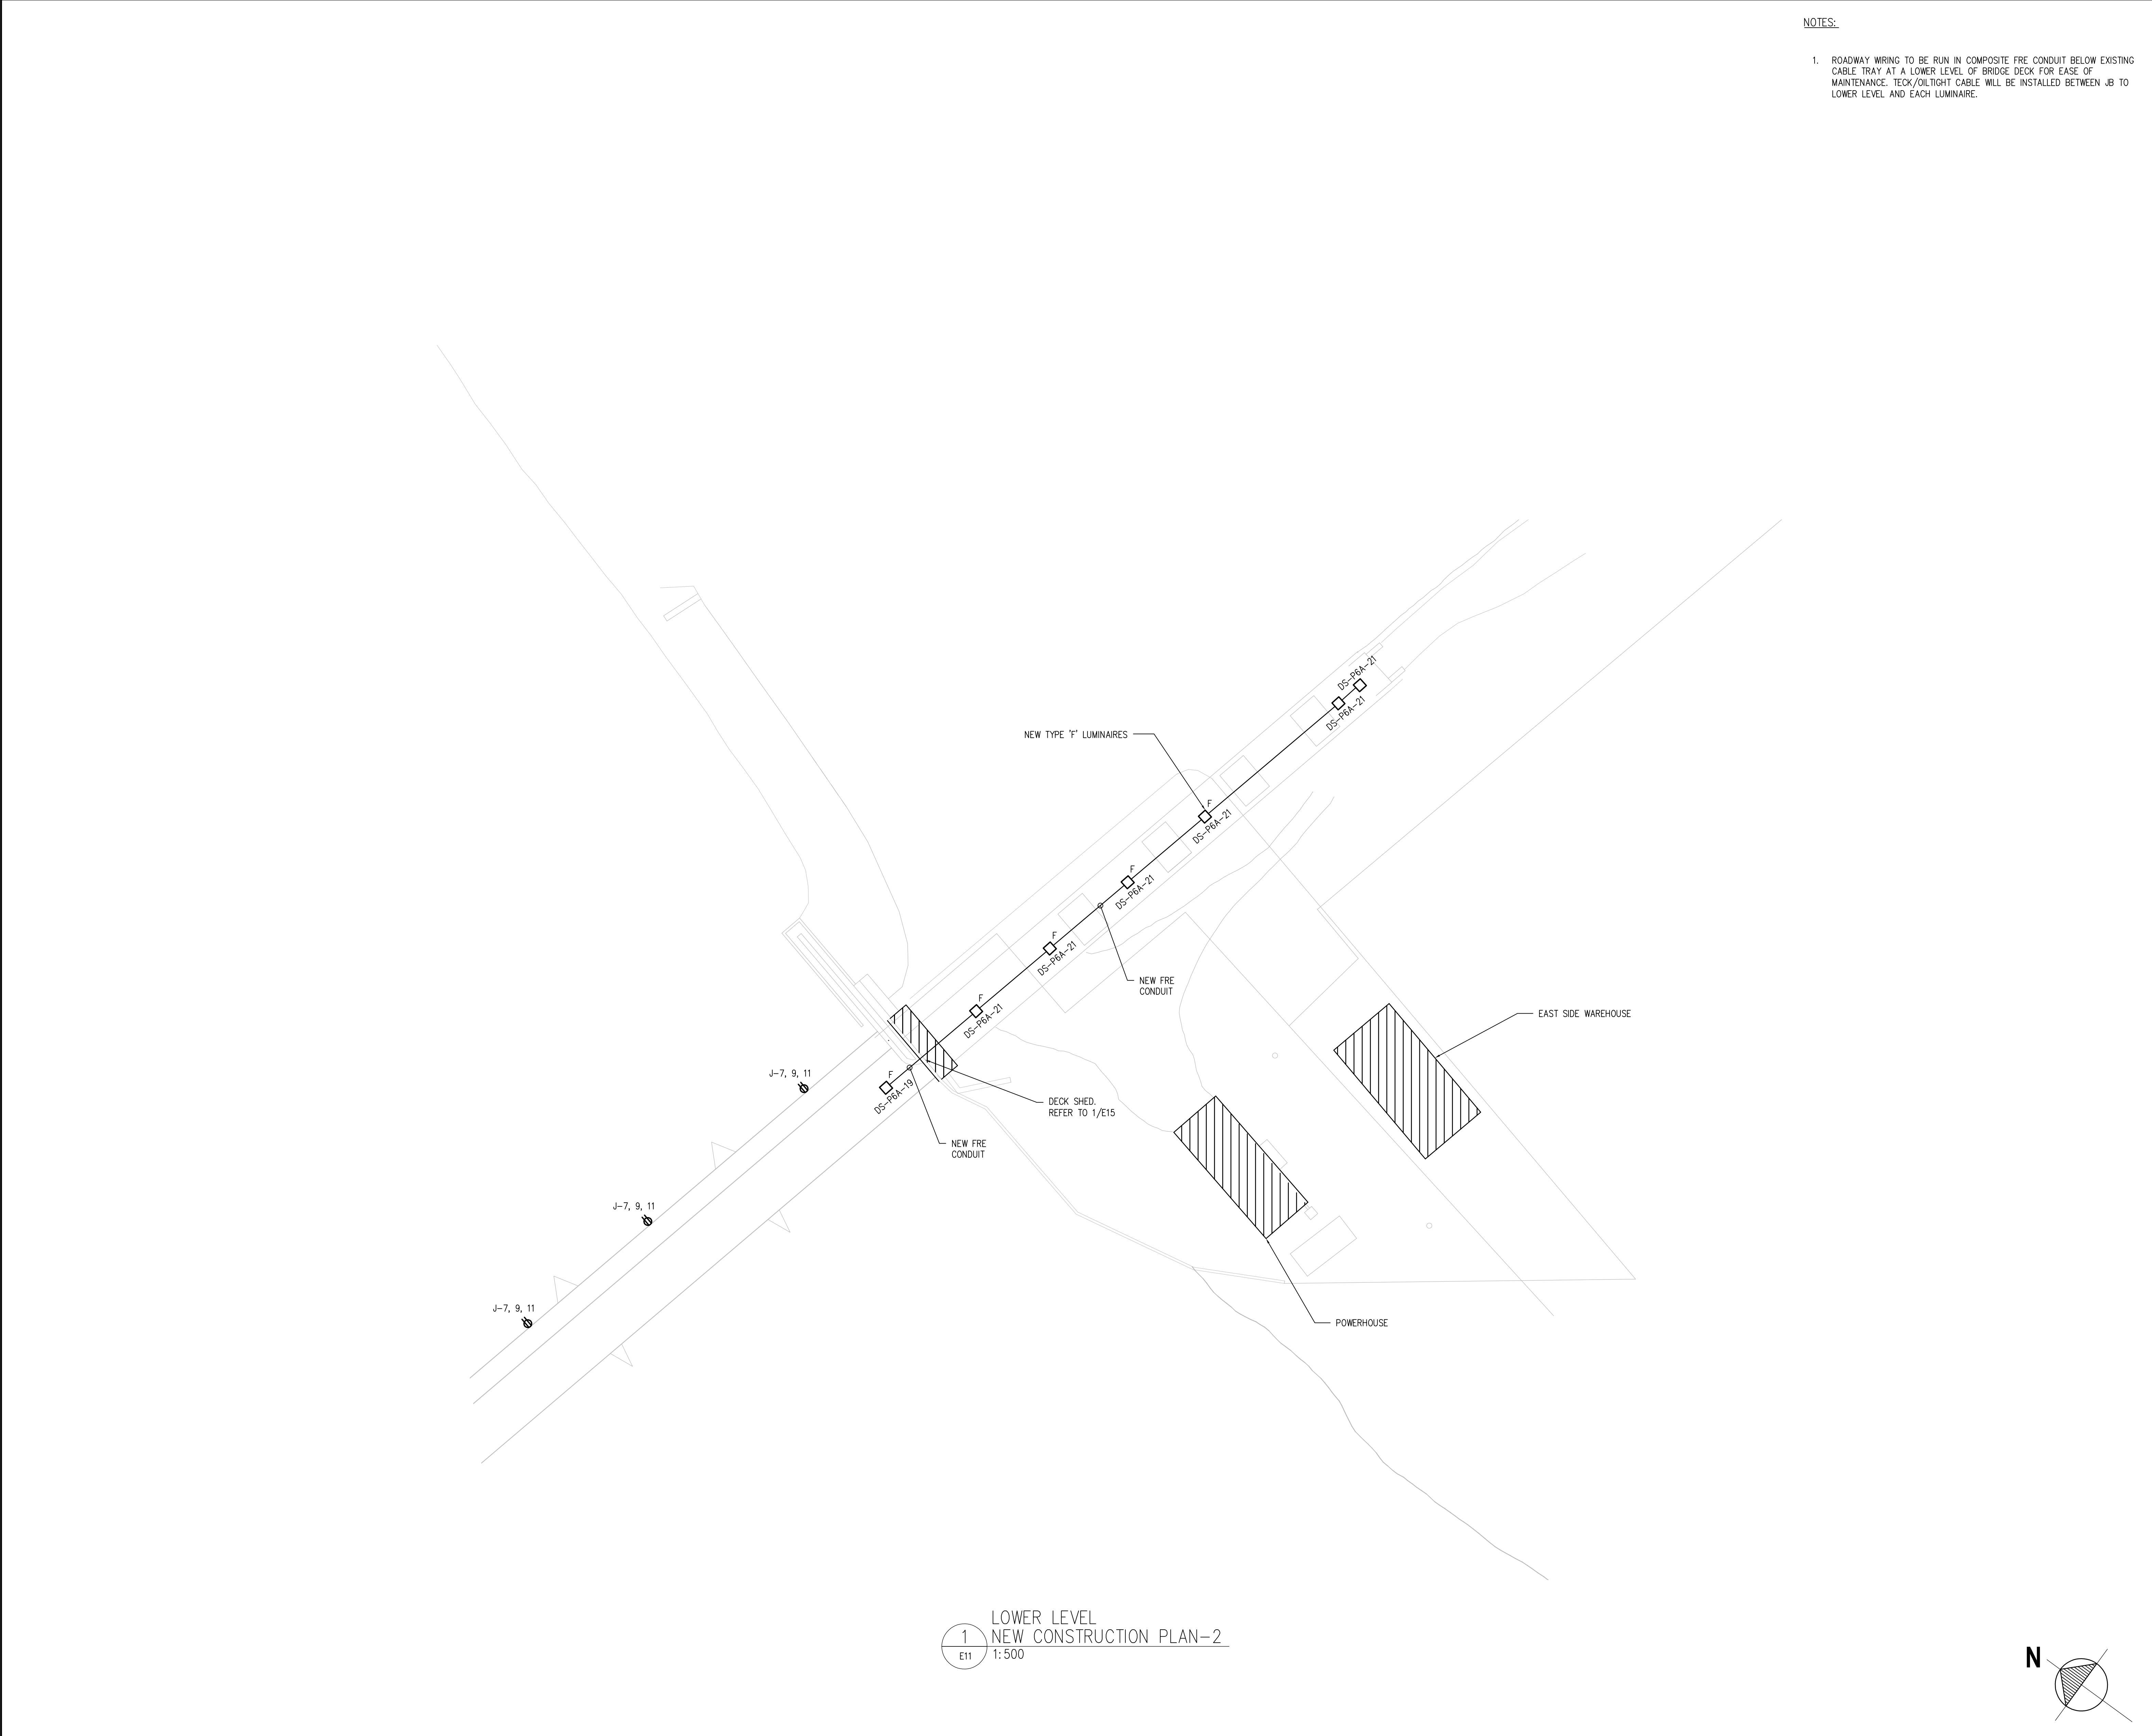 NOTES:
1. ROADWAY WIRING TO BE RUN IN COMPOSITE FRE CONDUIT BELOW EXISTING
CABLE TRAY AT A LOWER LEVEL OF BRIDGE DECK FOR EASE OF
MAINTENANCE. TECK/OILTIGHT CABLE WILL BE INSTALLED BETWEEN JB TO
LOWER LEVEL AND EACH LUMINAIRE.
DS-P6A-21
DS-P6A-21
NEW TYPE 'F' LUMINAIRES
F
DS-P6A-21
F
DS-P6A-21
F
DS-P6A-21
NEW FRE
CONDUIT
F
DS-P6A-21
EAST SIDE WAREHOUSE
J-7, 9, 11
F
DS-P6A-19
DECK SHED.
REFER TO 1/E15
NEW FRE
CONDUIT
J-7, 9, 11
J-7, 9, 11
POWERHOUSE
LOWER LEVEL
1 NEW CONSTRUCTION PLAN-2
E11 1:500
N